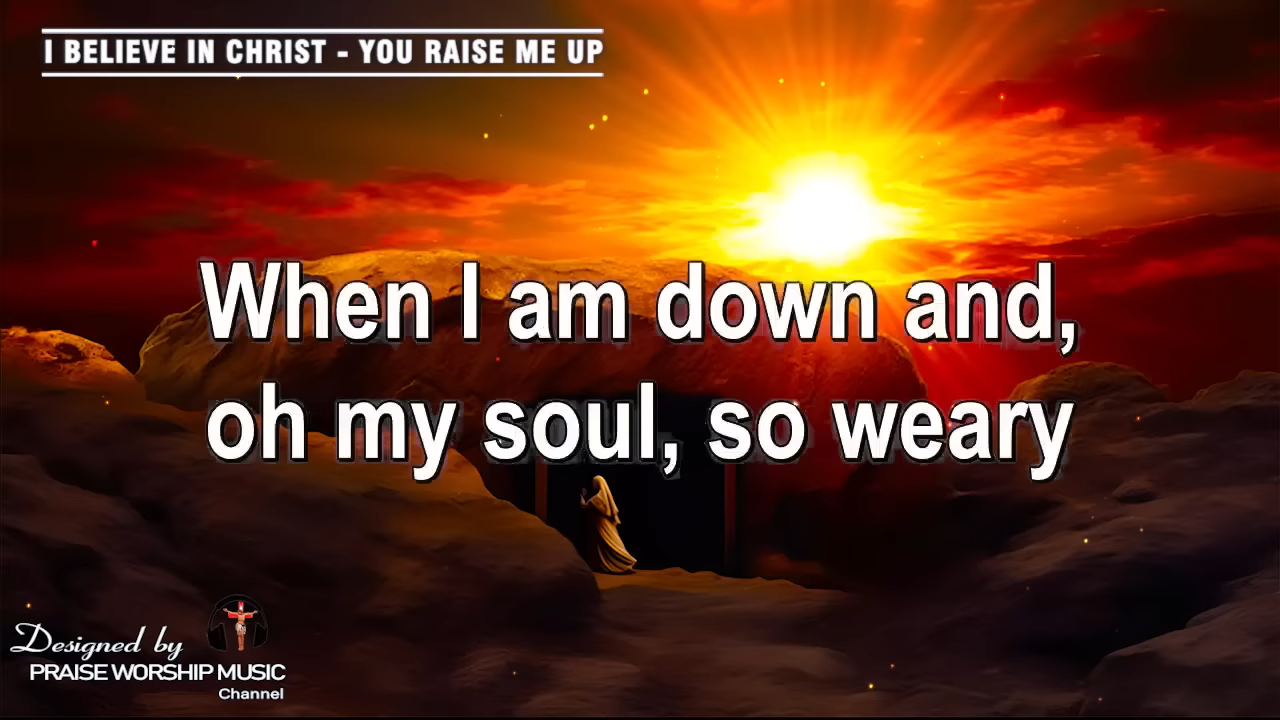 I BELIEVE IN CHRIST - YOU RAISE ME UP
When I am down and,
oh my soul, so weary
Designed by
PRAISE WORSHIP MUSIC
Channel